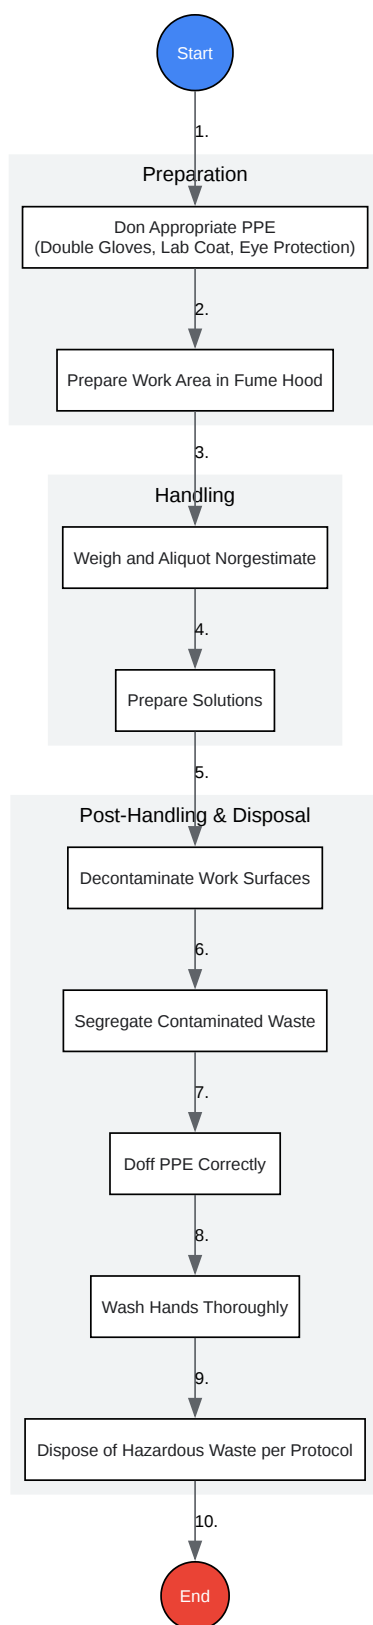 Start
1.
Preparation
Don Appropriate PPE
(Double Gloves, Lab Coat, Eye Protection)
2.
Prepare Work Area in Fume Hood
3.
Handling
Weigh and Aliquot Norgestimate
4.
Prepare Solutions
5.
Post-Handling & Disposal
Decontaminate Work Surfaces
6.
Segregate Contaminated Waste
7.
Doff PPE Correctly
8.
Wash Hands Thoroughly
9.
Dispose of Hazardous Waste per Protocol
10.
End